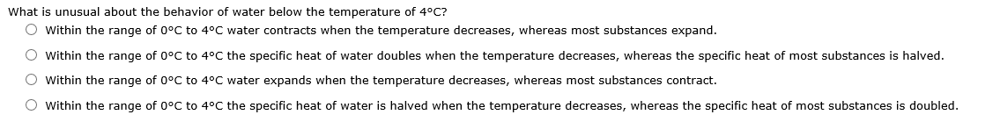 What is unusual about the behavior of water below the temperature of 4°C?
Within the range of 0°C to 4°C water contracts when the temperature decreases, whereas most substances expand.
Within the range of 0°C to 4°C the specific heat of water doubles when the temperature decreases, whereas the specific heat of most substances is halved.
Within the range of 0°C to 4°C water expands when the temperature decreases, whereas most substances contract.
Within the range of 0°C to 4°C the specific heat of water is halved when the temperature decreases, whereas the specific heat of most substances is doubled.